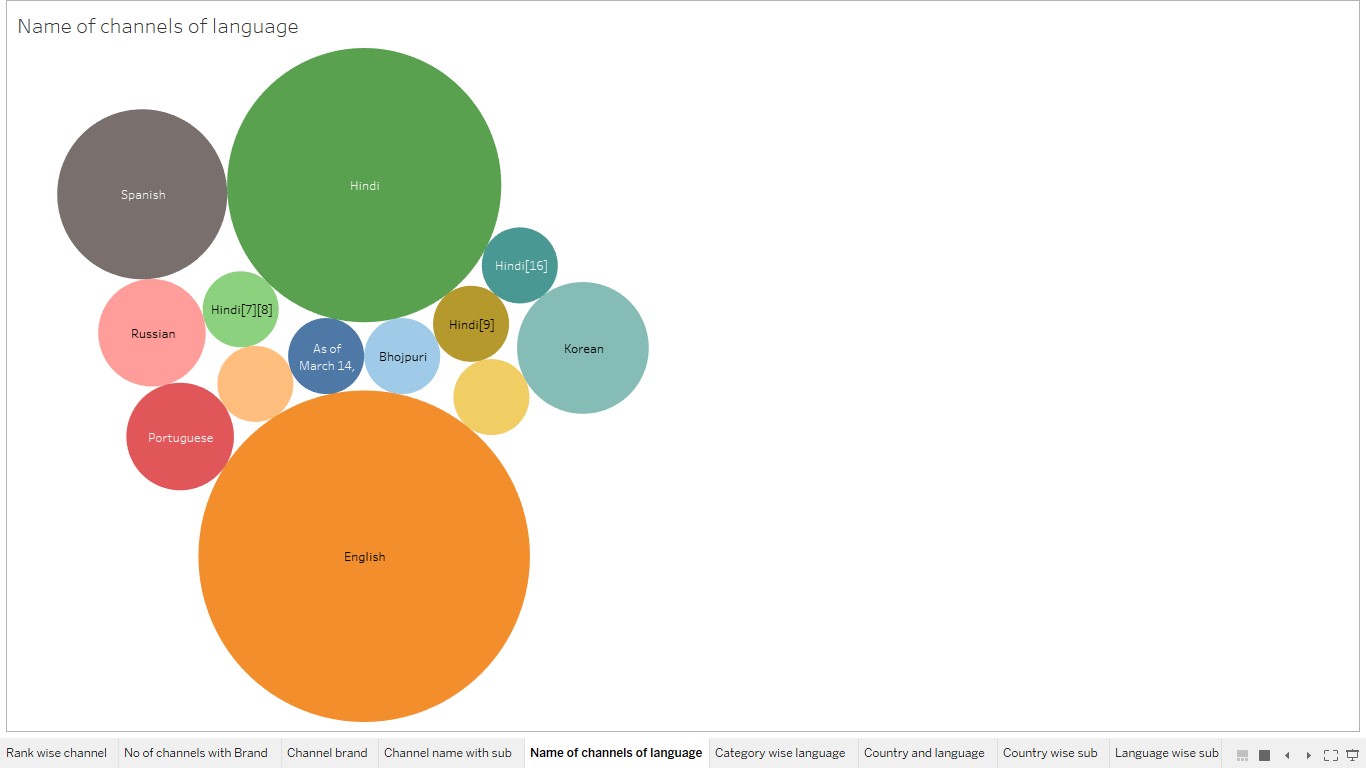 Name of channels of language
Hindi
Spanish
Hindi[16]
Hindi[7][8]
Hindi[9]
Russian
As of
March 14,
Bhojpuri
Korean
Portuguese
English
Rank wise channel
No of channels with Brand
Channel brand
Channel name with sub
Name of channels of language
Category wise language
Country and language
Country wise sub
Language wise sub